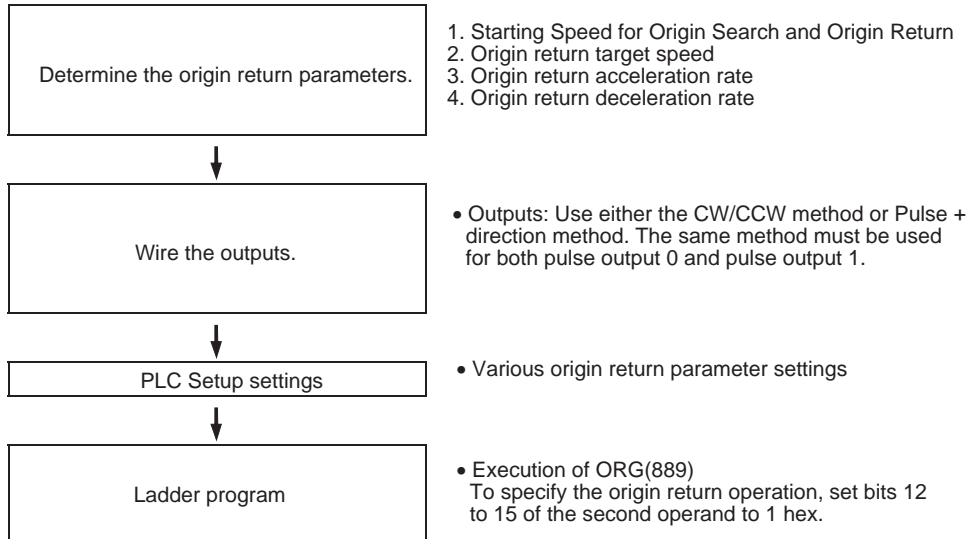 Determine the origin return parameters.
1. Starting Speed for Origin Search and Origin Return
2. Origin return target speed
3. Origin return acceleration rate
4. Origin return deceleration rate
Wire the outputs.
• Outputs: Use either the CW/CCW method or Pulse +
direction method. The same method must be used
for both pulse output 0 and pulse output 1.
PLC Setup settings
• Various origin return parameter settings
Ladder program
• Execution of ORG(889)
To specify the origin return operation, set bits 12
to 15 of the second operand to 1 hex.